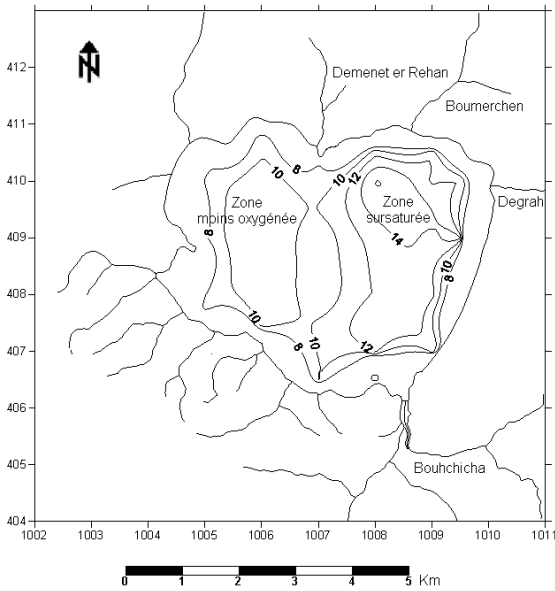 412
411
410
409
408
407
406
405
404
N
Demenet er Rehan
Boumerchen
Degrah
Bouhchicha
Zone
moins oxygénée
Zone
sursaturée
8
10
8
10
12
14
8
10
8
10
12
10
8
1002 1003 1004 1005 1006 1007 1008 1009 1010 1011
0 1 2 3 4 5 Km